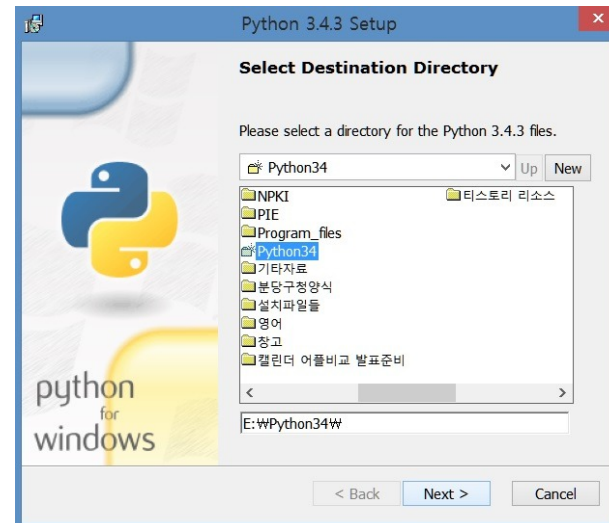 Python 3.4.3 Setup
Select Destination Directory
Please select a directory for the Python 3.4.3 files.
Python34
Up
New
NPKI
PIE
Program_files
Python34
기타자료
분당구청양식
설치파일들
영어
창고
캘린더 어플비교 발표준비
티스토리 리소스
E:₩Python34₩
python
for
windows
< Back
Next >
Cancel